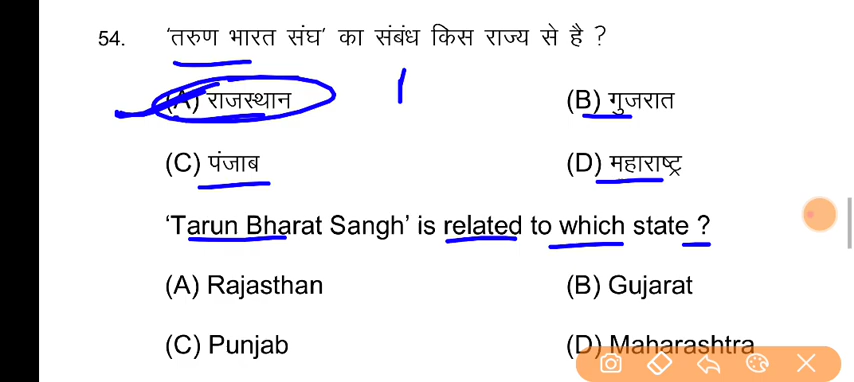 54. 'तरुण भारत संघ' का संबंध किस राज्य से है ?
(A) राजस्थान (B) गुजरात
(C) पंजाब (D) महाराष्ट्र
'Tarun Bharat Sangh' is related to which state ?
(A) Rajasthan (B) Gujarat
(C) Punjab (D) Maharashtra